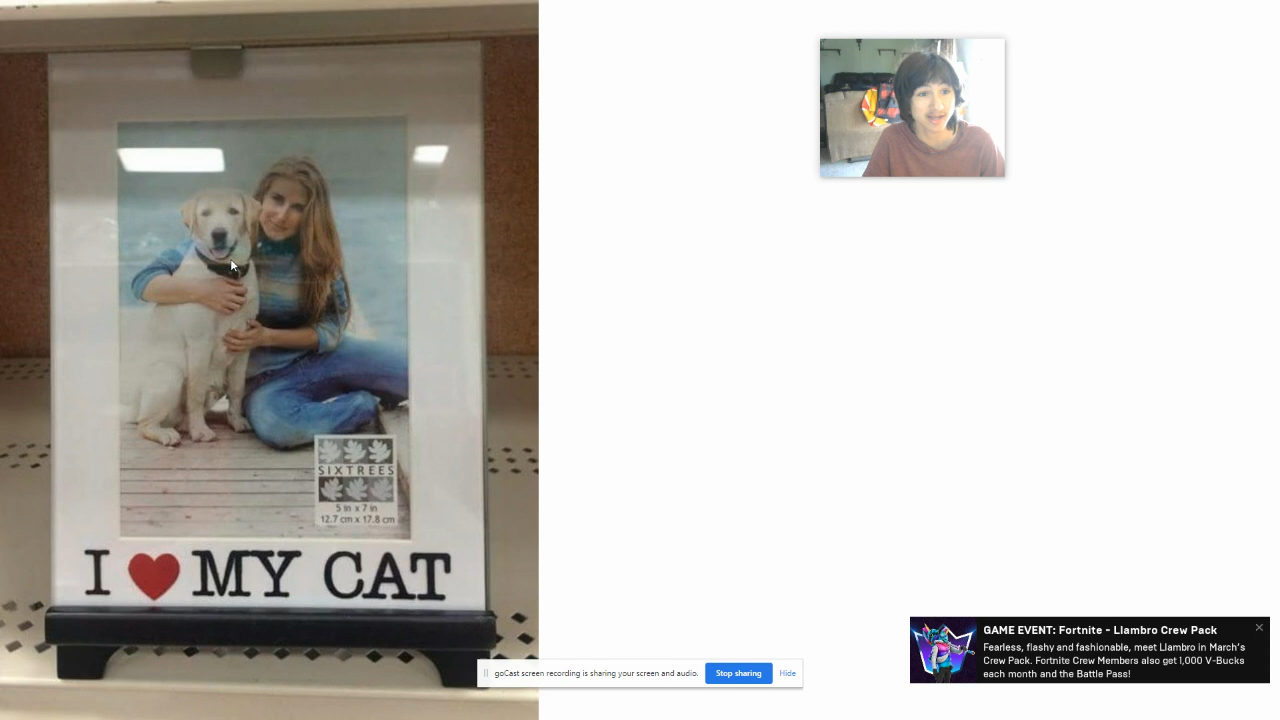 SIXTREES
5 in x 7 in
12.7 cm x 17.8 cm
I ❤ MY CAT
goCast screen recording is sharing your screen and audio.
Stop sharing
Hide
GAME EVENT: Fortnite - Llambro Crew Pack
Fearless, flashy and fashionable, meet Llambro in March's
Crew Pack. Fortnite Crew Members also get 1,000 V-Bucks
each month and the Battle Pass!